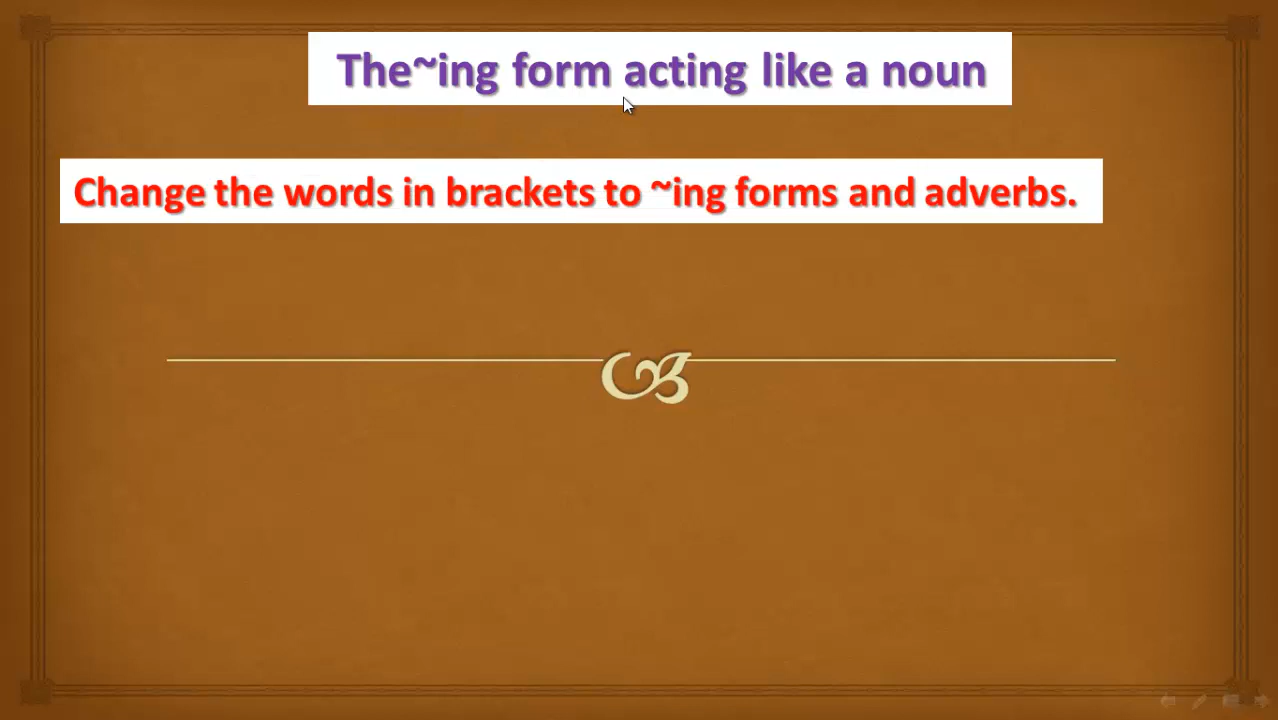 The~ing form acting like a noun
Change the words in brackets to ~ing forms and adverbs.